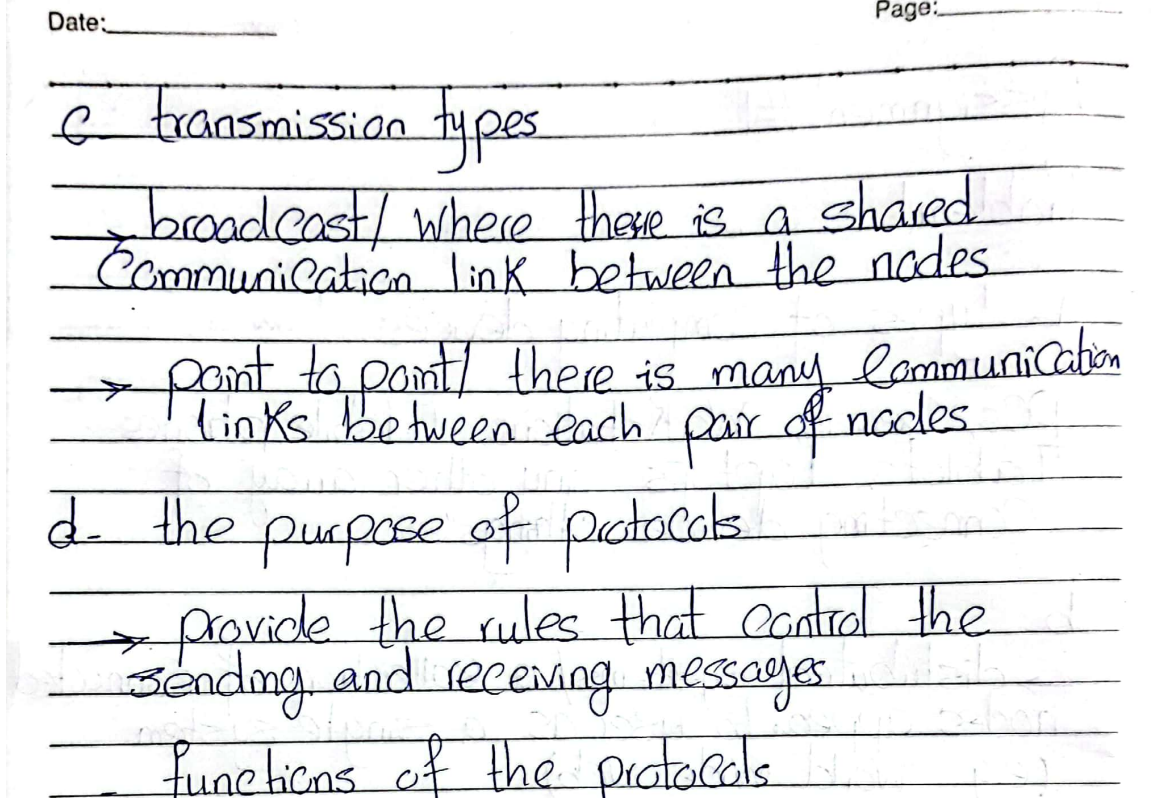 Date:
Page:
c- transmission types
→ broadcast/ where there is a shared
Communication link between the nodes
→ point to point/ there is many Communication
links between each pair of nodes
d- the purpose of protocols
→ provide the rules that control the
sending and receiving messages
- functions of the protocols